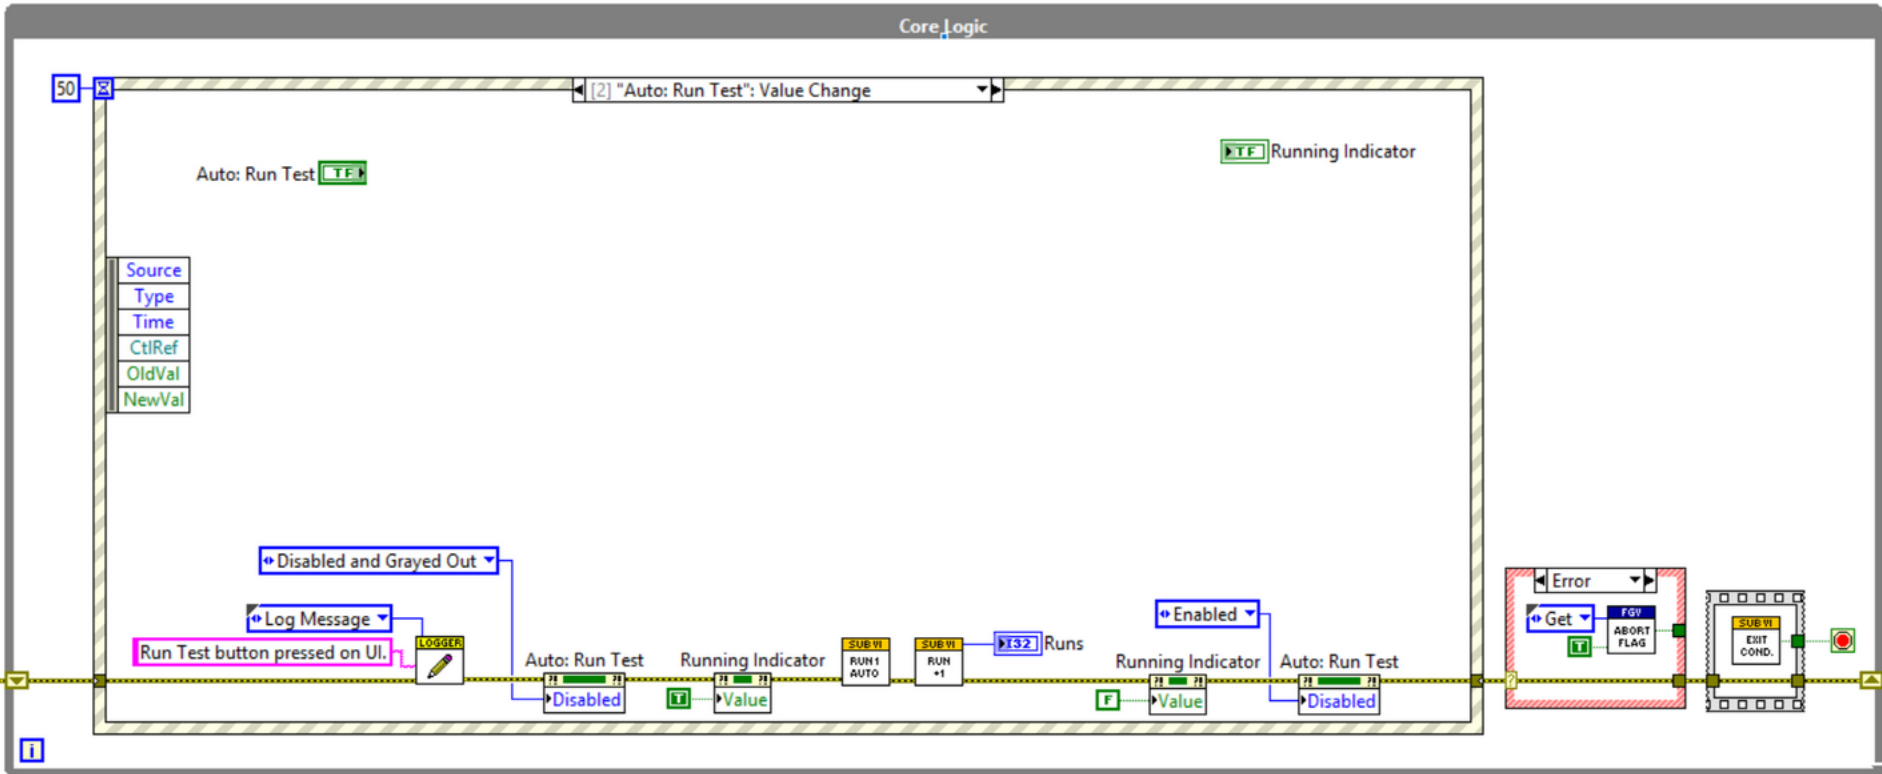 Core Logic
50
[2] "Auto: Run Test": Value Change
TF Running Indicator
Auto: Run Test TF
Source
Type
Time
CtlRef
OldVal
NewVal
Disabled and Grayed Out
Error
Enabled
Log Message
Get
FGV
ABORT
FLAG
T
Run Test button pressed on UI.
LOGGER
SUB VI
RUN 1
AUTO
SUB VI
RUN
+1
I32 Runs
SUB VI
EXIT
COND.
Auto: Run Test
Running Indicator
Running Indicator
Auto: Run Test
?
Disabled
T
Value
F
Value
Disabled
i